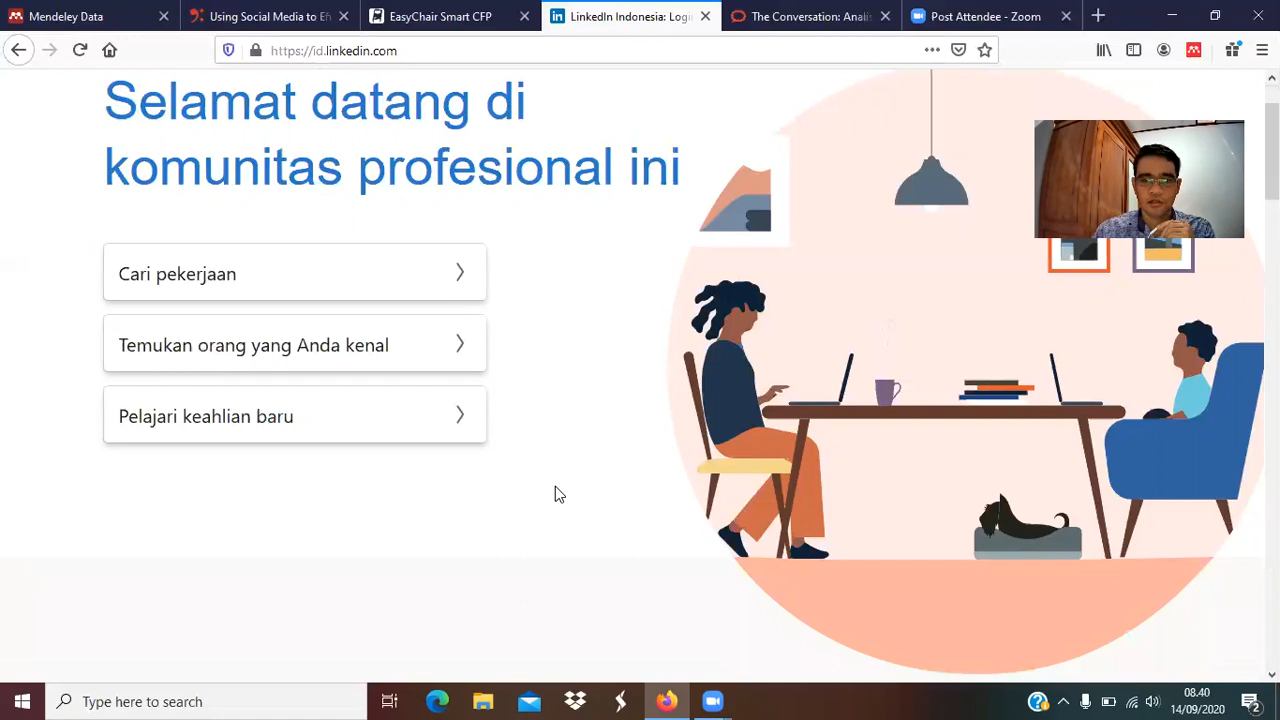 Mendeley Data
Using Social Media to Ef
EasyChair Smart CFP
LinkedIn Indonesia: Logi
The Conversation: Anali
Post Attendee - Zoom
https://id.linkedin.com
Selamat datang di
komunitas profesional ini
Cari pekerjaan
Temukan orang yang Anda kenal
Pelajari keahlian baru
Type here to search
08.40
14/09/2020
2